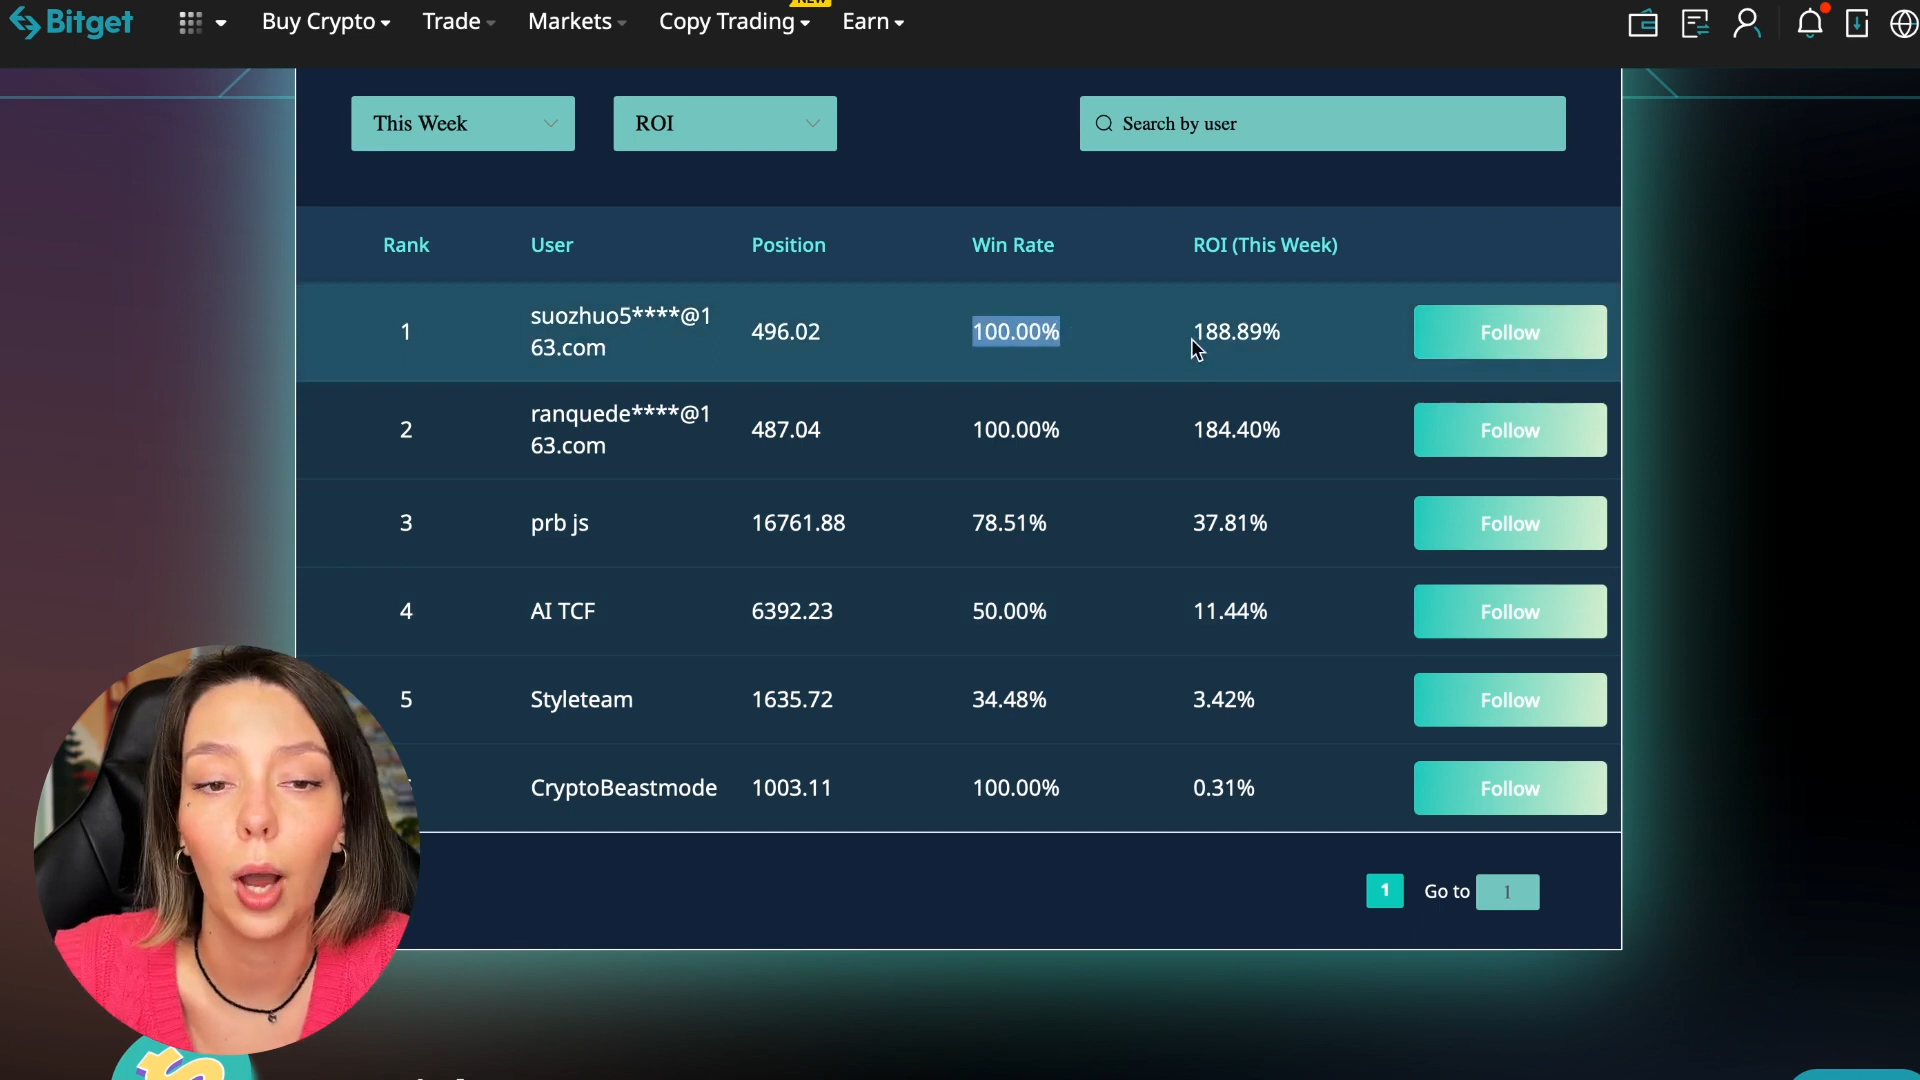 Bitget
Buy Crypto
Trade
Markets
Copy Trading
NEW
Earn
This Week
ROI
Search by user
Rank User Position Win Rate ROI (This Week)
1 suozhuo5****@1
63.com 496.02 100.00% 188.89% Follow
2 ranquede****@1
63.com 487.04 100.00% 184.40% Follow
3 prb js 16761.88 78.51% 37.81% Follow
4 AI TCF 6392.23 50.00% 11.44% Follow
5 Styleteam 1635.72 34.48% 3.42% Follow
CryptoBeastmode 1003.11 100.00% 0.31% Follow
1 Go to 1